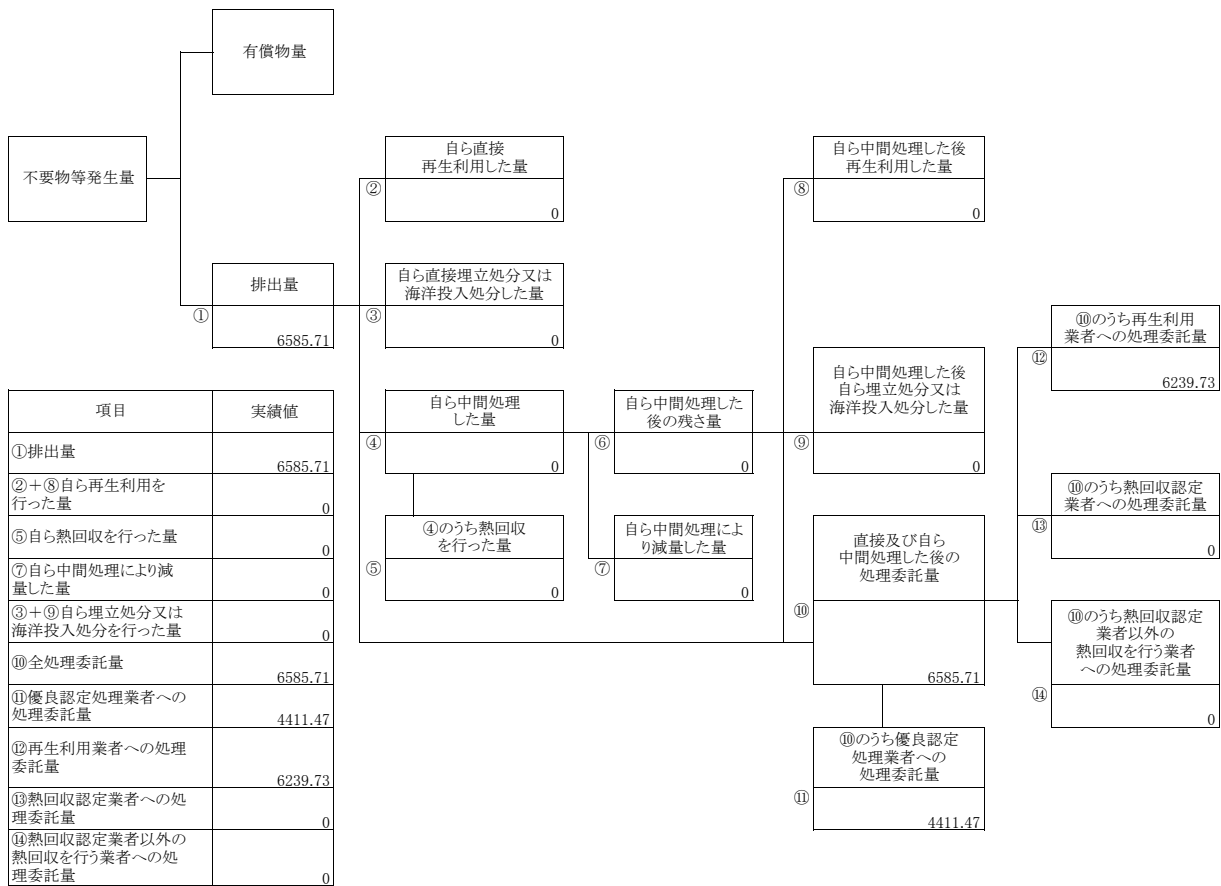 有償物量
不要物等発生量
自ら直接
再生利用した量
②
0
自ら中間処理した後
再生利用した量
⑧
0
排出量
①
6585.71
自ら直接埋立処分又は
海洋投入処分した量
③
0
⑩のうち再生利用
業者への処理委託量
⑫
6239.73
自ら中間処理した後
自ら埋立処分又は
海洋投入処分した量
⑨
0
自ら中間処理
した量
④
0
自ら中間処理した
後の残さ量
⑥
0
⑩のうち熱回収認定
業者への処理委託量
⑬
0
④のうち熱回収
を行った量
⑤
0
自ら中間処理によ
り減量した量
⑦
0
直接及び自ら
中間処理した後の
処理委託量
⑩
6585.71
⑩のうち熱回収認定
業者以外の
熱回収を行う業者
への処理委託量
⑭
0
⑩のうち優良認定
処理業者への
処理委託量
⑪
4411.47
項目 実績値
①排出量
6585.71
②+⑧自ら再生利用を
行った量
0
⑤自ら熱回収を行った量
0
⑦自ら中間処理により減
量した量
0
③+⑨自ら埋立処分又は
海洋投入処分を行った量
0
⑩全処理委託量
6585.71
⑪優良認定処理業者への
処理委託量
4411.47
⑫再生利用業者への処理
委託量
6239.73
⑬熱回収認定業者への処
理委託量
0
⑭熱回収認定業者以外の
熱回収を行う業者への処
理委託量
0